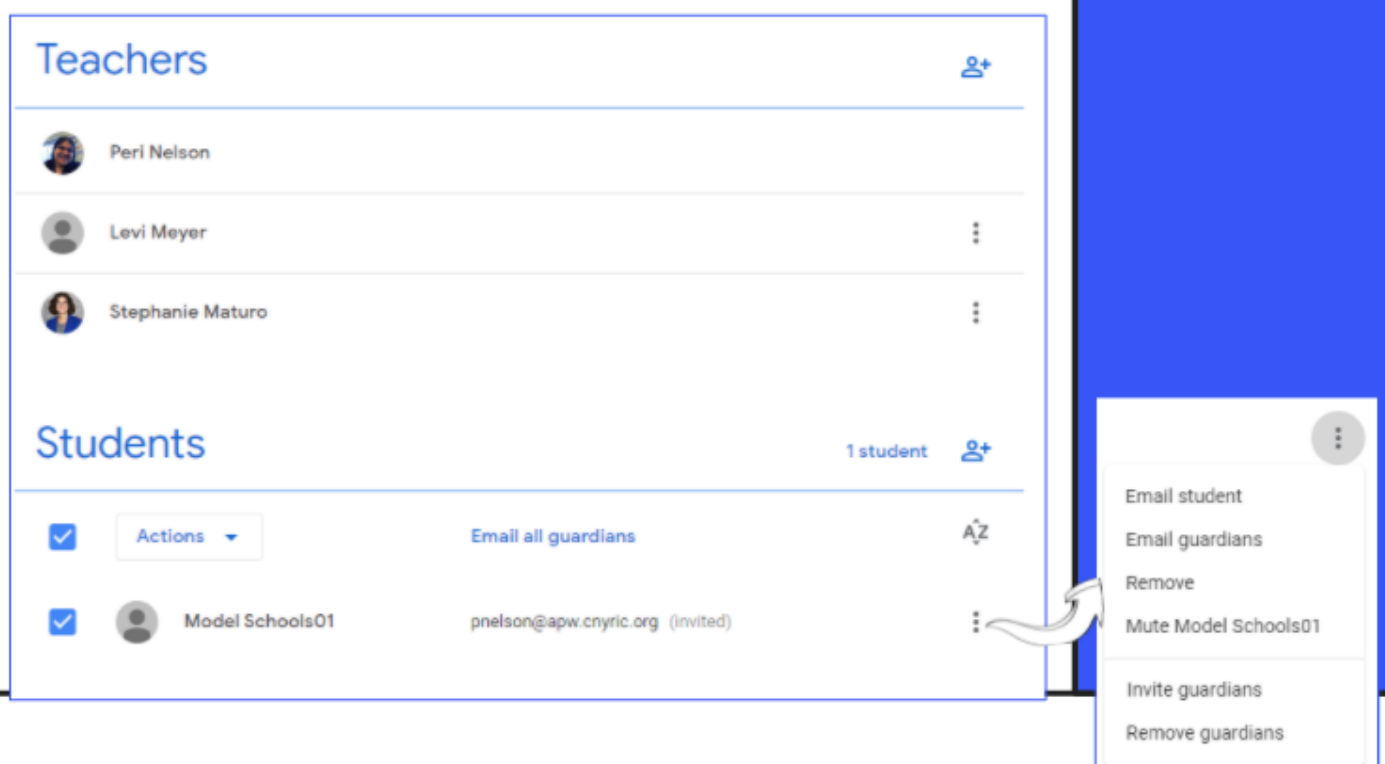 Teachers
Peri Nelson
Levi Meyer
Stephanie Maturo
Students
1 student
Actions
Email all guardians
AZ
Model Schools01
pnelson@apw.cnyric.org (invited)
Email student
Email guardians
Remove
Mute Model Schools01
Invite guardians
Remove guardians